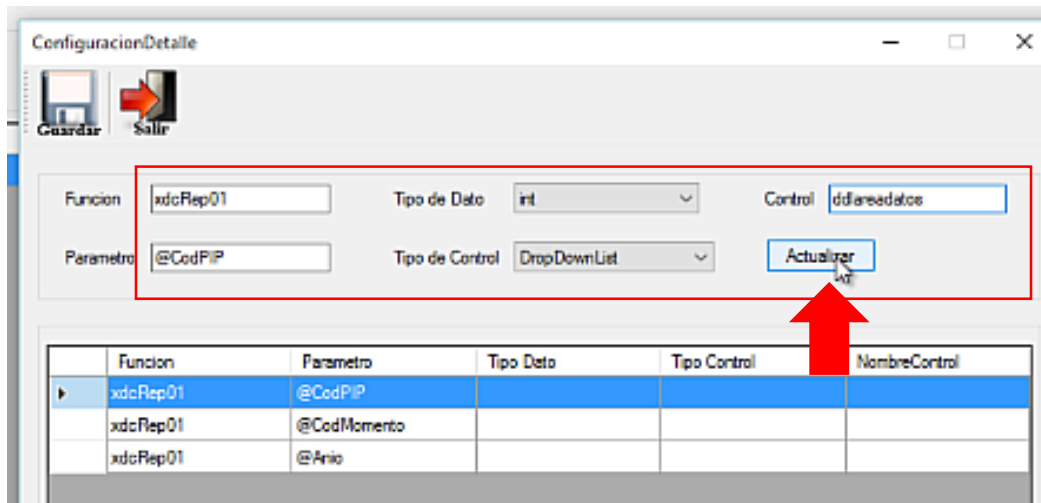 ConfiguracionDetalle
Guardar Salir
Funcion xdcRep01 Tipo de Dato int Control ddlareadatos
Parametro @CodPIP Tipo de Control DropDownList Actualizar
Funcion Parametro Tipo Dato Tipo Control NombreControl
xdcRep01 @CodPIP
xdcRep01 @CodMomento
xdcRep01 @Anio